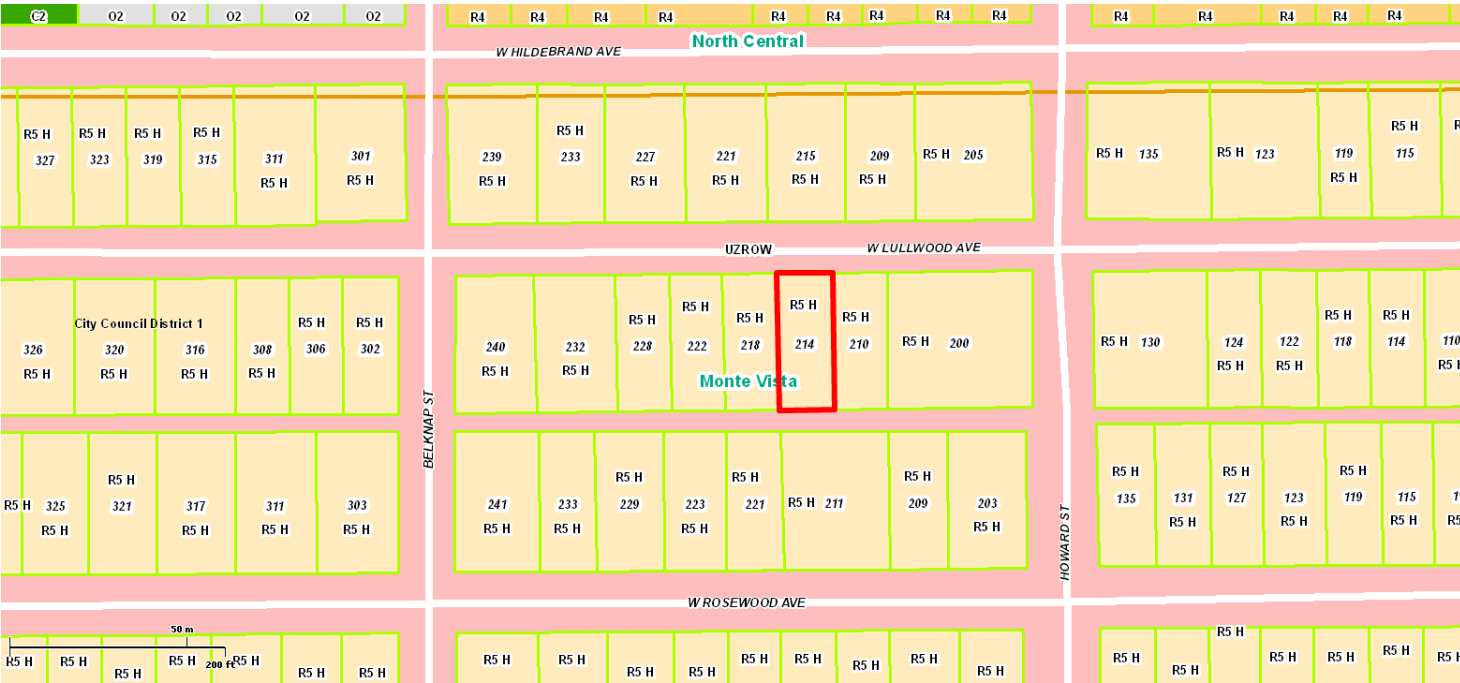 C2 O2 O2 O2 O2 O2 R4 R4 R4 R4 R4 R4 R4 R4 R4 R4 R4 R4 R4 R4
North Central
W HILDEBRAND AVE
R5 H R5 H R5 H R5 H R5 H R5 H
327 323 319 315 311 301 239 233 227 221 215 209 R5 H 205 R5 H 135 R5 H 123 119 115
R5 H R5 H R5 H R5 H R5 H R5 H R5 H R5 H
UZROW W LULLWOOD AVE
City Council District 1 R5 H R5 H R5 H R5 H R5 H R5 H R5 H R5 H R5 H
326 320 316 308 306 302 240 232 228 222 218 214 210 R5 H 200 R5 H 130 124 122 118 114 110
R5 H R5 H R5 H R5 H R5 H R5 H R5 H R5 H R5 H
Monte Vista
BELKNAP ST
R5 H R5 H R5 H R5 H R5 H R5 H R5 H
R5 H 325 321 317 311 303 241 233 229 223 221 R5 H 211 209 203 135 131 127 123 119 115
R5 H R5 H R5 H R5 H R5 H R5 H R5 H R5 H R5 H R5 H R5 H
HOWARD ST
W ROSEWOOD AVE
50 m
200 ft
R5 H R5 H R5 H R5 H R5 H R5 H R5 H R5 H R5 H R5 H R5 H R5 H R5 H R5 H R5 H R5 H R5 H R5 H R5 H R5 H R5 H R5 H